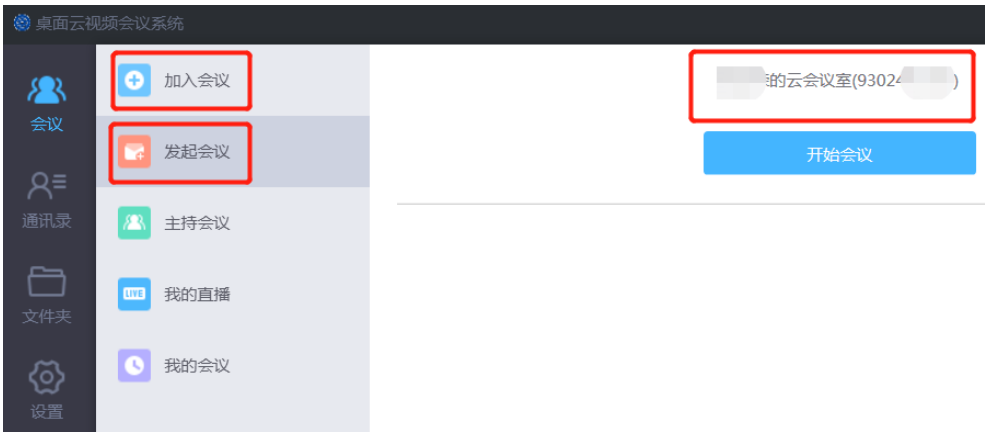 桌面云视频会议系统
会议
通讯录
文件夹
设置
加入会议
发起会议
主持会议
LIVE
我的直播
我的会议
的云会议室(93024 )
开始会议